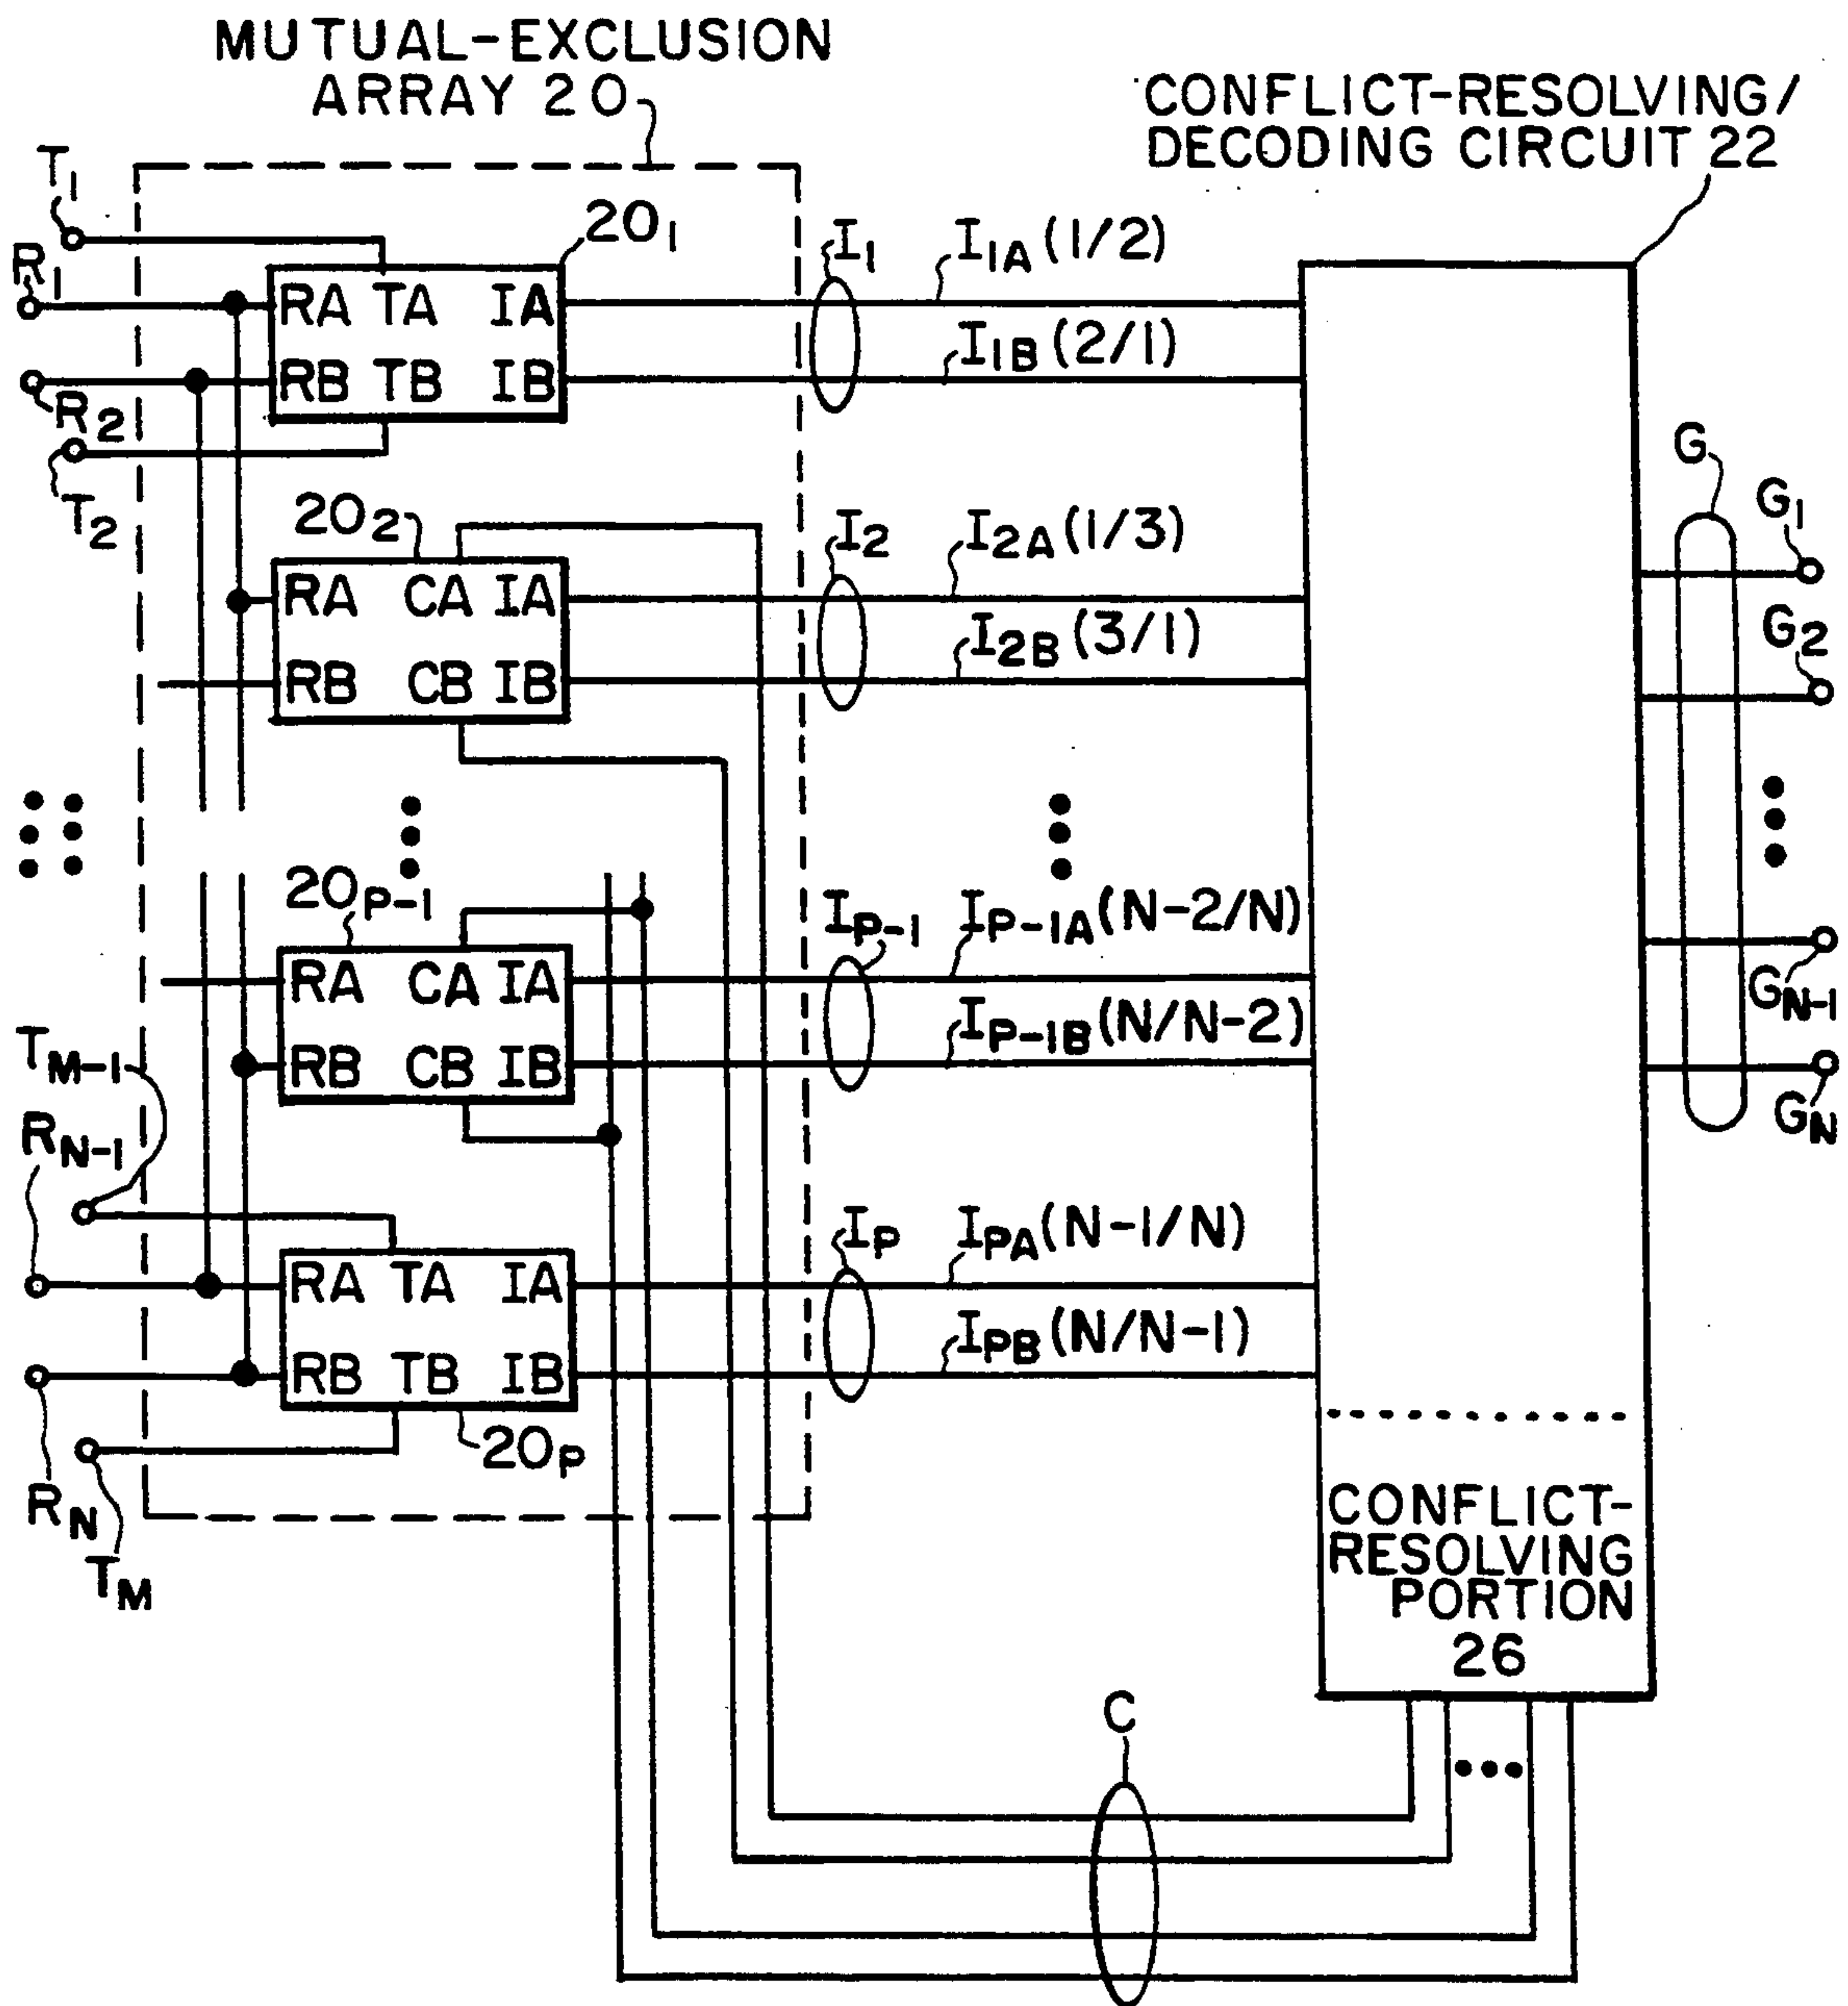 MUTUAL-EXCLUSION
ARRAY 20
CONFLICT-RESOLVING/
DECODING CIRCUIT 22
T1
R1
R2
T2
201
RA TA IA
RB TB IB
I1
I1A (1/2)
I1B (2/1)
202
RA CA IA
RB CB IB
I2
I2A (1/3)
I2B (3/1)
G
G1
G2
GN-1
GN
20P-1
RA CA IA
RB CB IB
IP-1
IP-1A (N-2/N)
IP-1B (N/N-2)
TM-1
RN-1
RN
TM
RA TA IA
RB TB IB
20P
IP
IPA (N-1/N)
IPB (N/N-1)
CONFLICT-
RESOLVING
PORTION
26
C